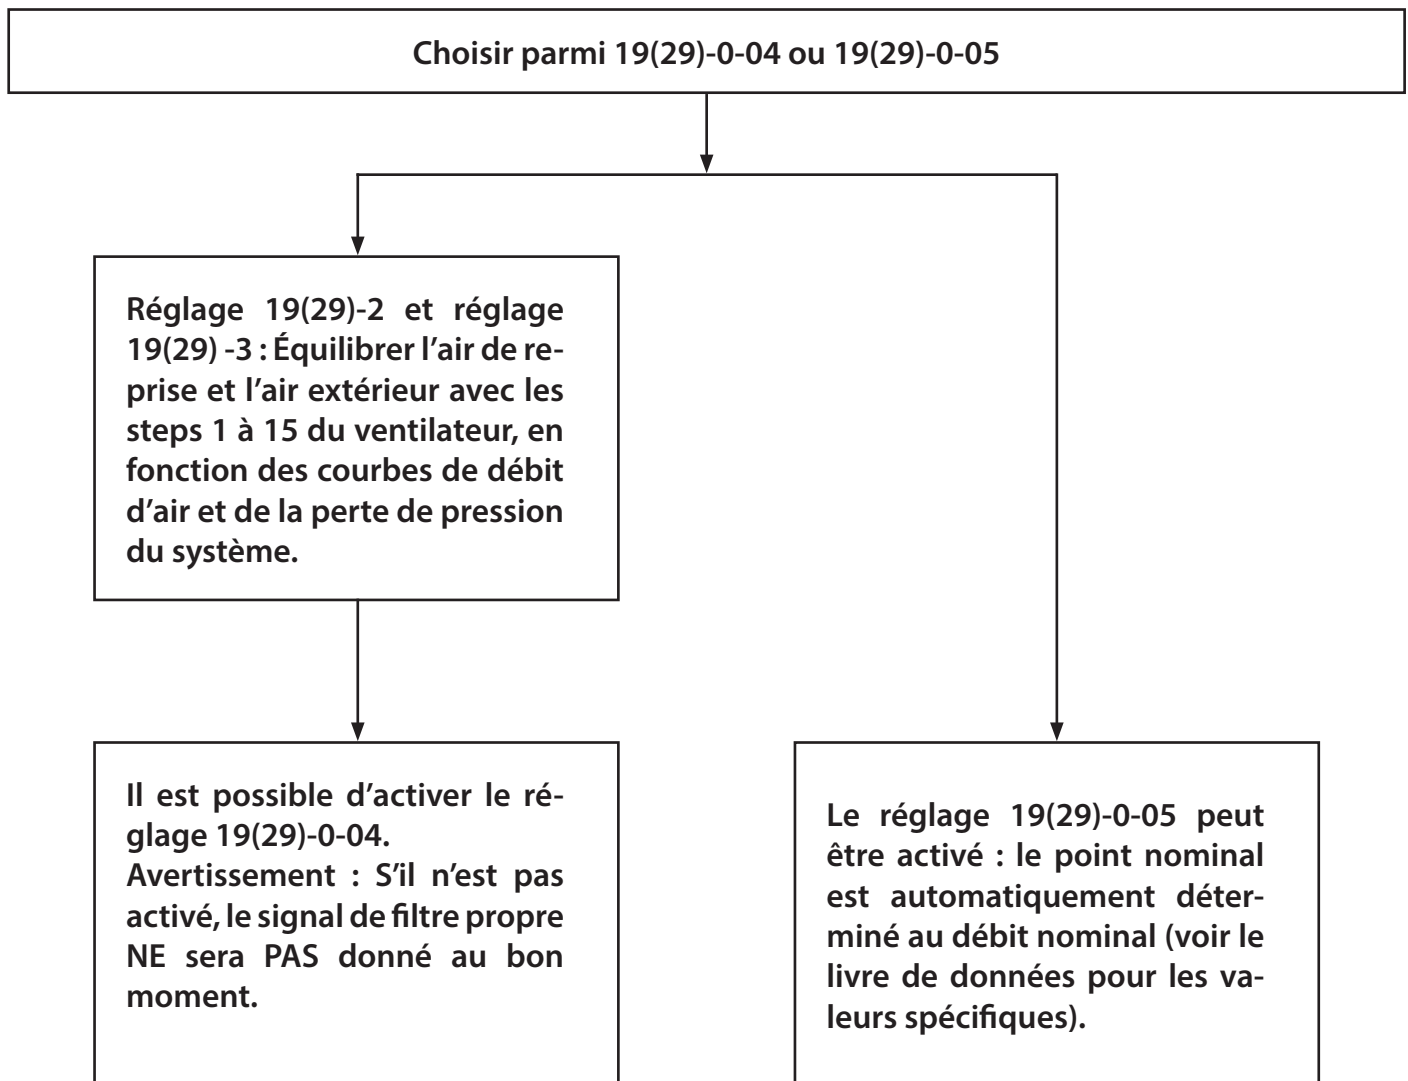 Choisir parmi 19(29)-0-04 ou 19(29)-0-05
Réglage 19(29)-2 et réglage
19(29) -3 : Équilibrer l’air de re-
prise et l’air extérieur avec les
steps 1 à 15 du ventilateur, en
fonction des courbes de débit
d’air et de la perte de pression
du système.
Il est possible d’activer le ré-
glage 19(29)-0-04.
Avertissement : S’il n’est pas
activé, le signal de filtre propre
NE sera PAS donné au bon
moment.
Le réglage 19(29)-0-05 peut
être activé : le point nominal
est automatiquement déter-
miné au débit nominal (voir le
livre de données pour les va-
leurs spécifiques).